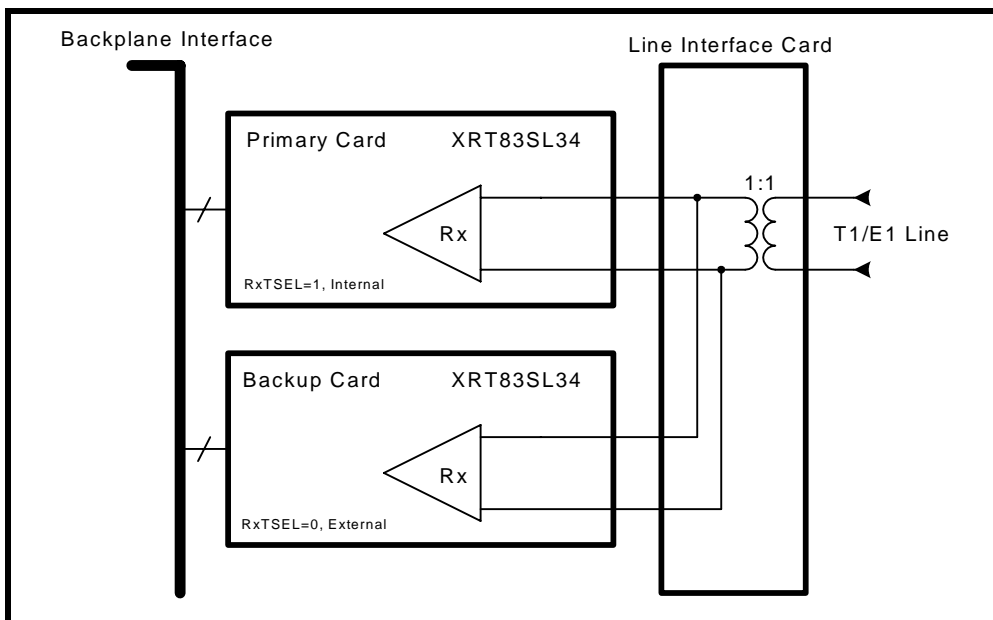 Backplane Interface
Line Interface Card
Primary Card XRT83SL34
1:1
Rx
T1/E1 Line
RxTSEL=1, Internal
Backup Card XRT83SL34
Rx
RxTSEL=0, External